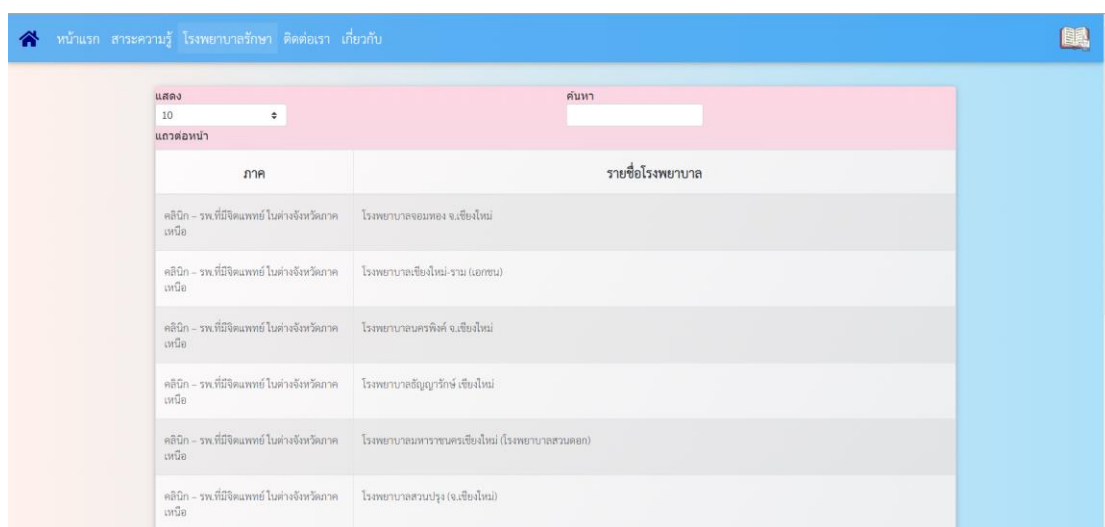 หน้าแรก สาระความรู้ โรงพยาบาลรักษา ติดต่อเรา เกี่ยวกับ
แสดง
10
แถวต่อหน้า
ค้นหา
ภาค รายชื่อโรงพยาบาล
คลินิก – รพ.ที่มีจิตแพทย์ ในต่างจังหวัดภาค
เหนือ
โรงพยาบาลจอมทอง จ.เชียงใหม่
คลินิก – รพ.ที่มีจิตแพทย์ ในต่างจังหวัดภาค
เหนือ
โรงพยาบาลเชียงใหม่-ราม (เอกชน)
คลินิก – รพ.ที่มีจิตแพทย์ ในต่างจังหวัดภาค
เหนือ
โรงพยาบาลนครพิงค์ จ.เชียงใหม่
คลินิก – รพ.ที่มีจิตแพทย์ ในต่างจังหวัดภาค
เหนือ
โรงพยาบาลธัญญารักษ์ เชียงใหม่
คลินิก – รพ.ที่มีจิตแพทย์ ในต่างจังหวัดภาค
เหนือ
โรงพยาบาลมหาราชนครเชียงใหม่ (โรงพยาบาลสวนดอก)
คลินิก – รพ.ที่มีจิตแพทย์ ในต่างจังหวัดภาค
เหนือ
โรงพยาบาลสวนปรุง (จ.เชียงใหม่)